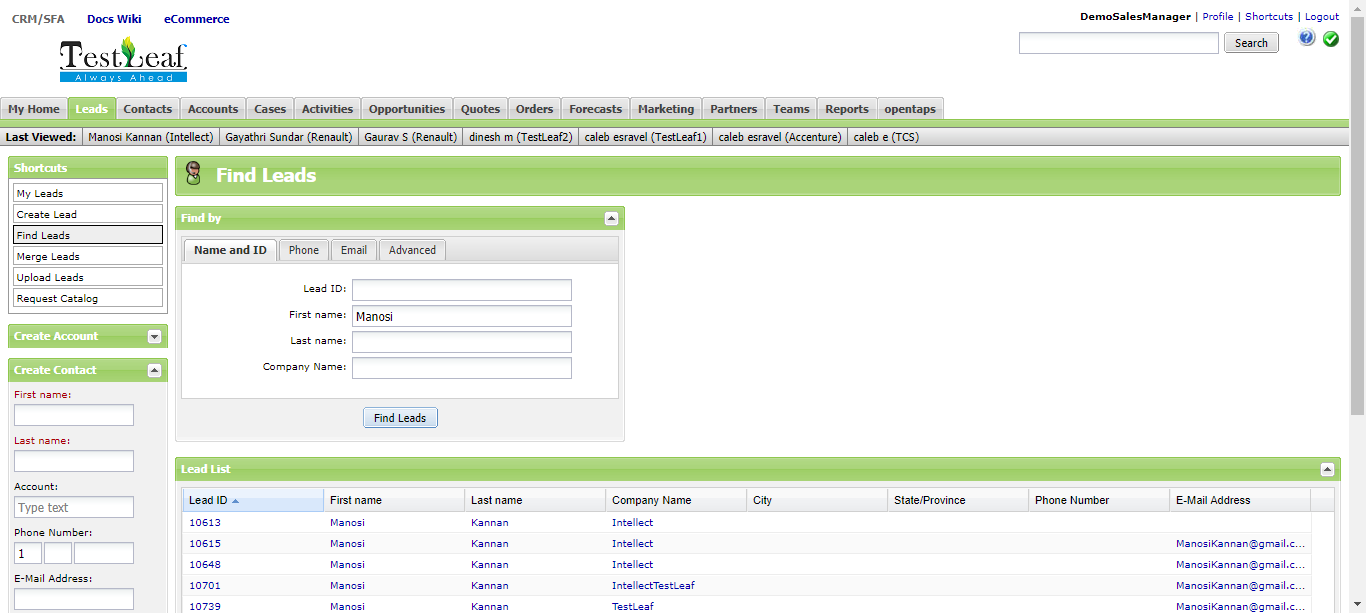 CRM/SFA Docs Wiki eCommerce
DemoSalesManager | Profile | Shortcuts | Logout
TestLeaf
Always Ahead
Search
My Home Leads Contacts Accounts Cases Activities Opportunities Quotes Orders Forecasts Marketing Partners Teams Reports opentaps
Last Viewed: Manosi Kannan (Intellect) Gayathri Sundar (Renault) Gaurav S (Renault) dinesh m (TestLeaf2) caleb esravel (TestLeaf1) caleb esravel (Accenture) caleb e (TCS)
Shortcuts
My Leads
Create Lead
Find Leads
Merge Leads
Upload Leads
Request Catalog
Create Account
Create Contact
First name:
Last name:
Account:
Type text
Phone Number:
1
E-Mail Address:
Find Leads
Find by
Name and ID Phone Email Advanced
Lead ID:
First name: Manosi
Last name:
Company Name:
Find Leads
Lead List
Lead ID First name Last name Company Name City State/Province Phone Number E-Mail Address
10613 Manosi Kannan Intellect
10615 Manosi Kannan Intellect ManosiKannan@gmail.c...
10648 Manosi Kannan Intellect ManosiKannan@gmail.c...
10701 Manosi Kannan IntellectTestLeaf ManosiKannan@gmail.c...
10739 Manosi Kannan TestLeaf ManosiKannan@gmail.c...